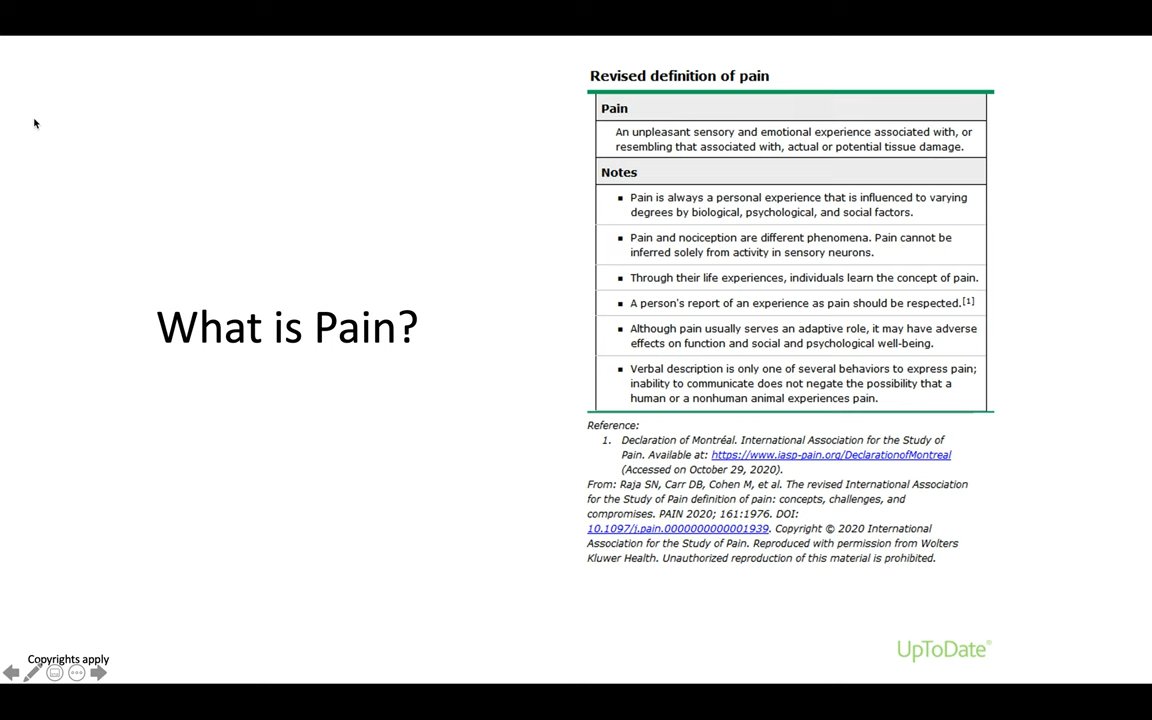 What is Pain?
Revised definition of pain
Pain
An unpleasant sensory and emotional experience associated with, or
resembling that associated with, actual or potential tissue damage.
Notes
▪ Pain is always a personal experience that is influenced to varying
degrees by biological, psychological, and social factors.
▪ Pain and nociception are different phenomena. Pain cannot be
inferred solely from activity in sensory neurons.
▪ Through their life experiences, individuals learn the concept of pain.
▪ A person's report of an experience as pain should be respected.[1]
▪ Although pain usually serves an adaptive role, it may have adverse
effects on function and social and psychological well-being.
▪ Verbal description is only one of several behaviors to express pain;
inability to communicate does not negate the possibility that a
human or a nonhuman animal experiences pain.
Reference:
1. Declaration of Montréal. International Association for the Study of
Pain. Available at: https://www.iasp-pain.org/DeclarationofMontreal
(Accessed on October 29, 2020).
From: Raja SN, Carr DB, Cohen M, et al. The revised International Association
for the Study of Pain definition of pain: concepts, challenges, and
compromises. PAIN 2020; 161:1976. DOI:
10.1097/j.pain.0000000000001939. Copyright © 2020 International
Association for the Study of Pain. Reproduced with permission from Wolters
Kluwer Health. Unauthorized reproduction of this material is prohibited.
UpToDate®
Copyrights apply